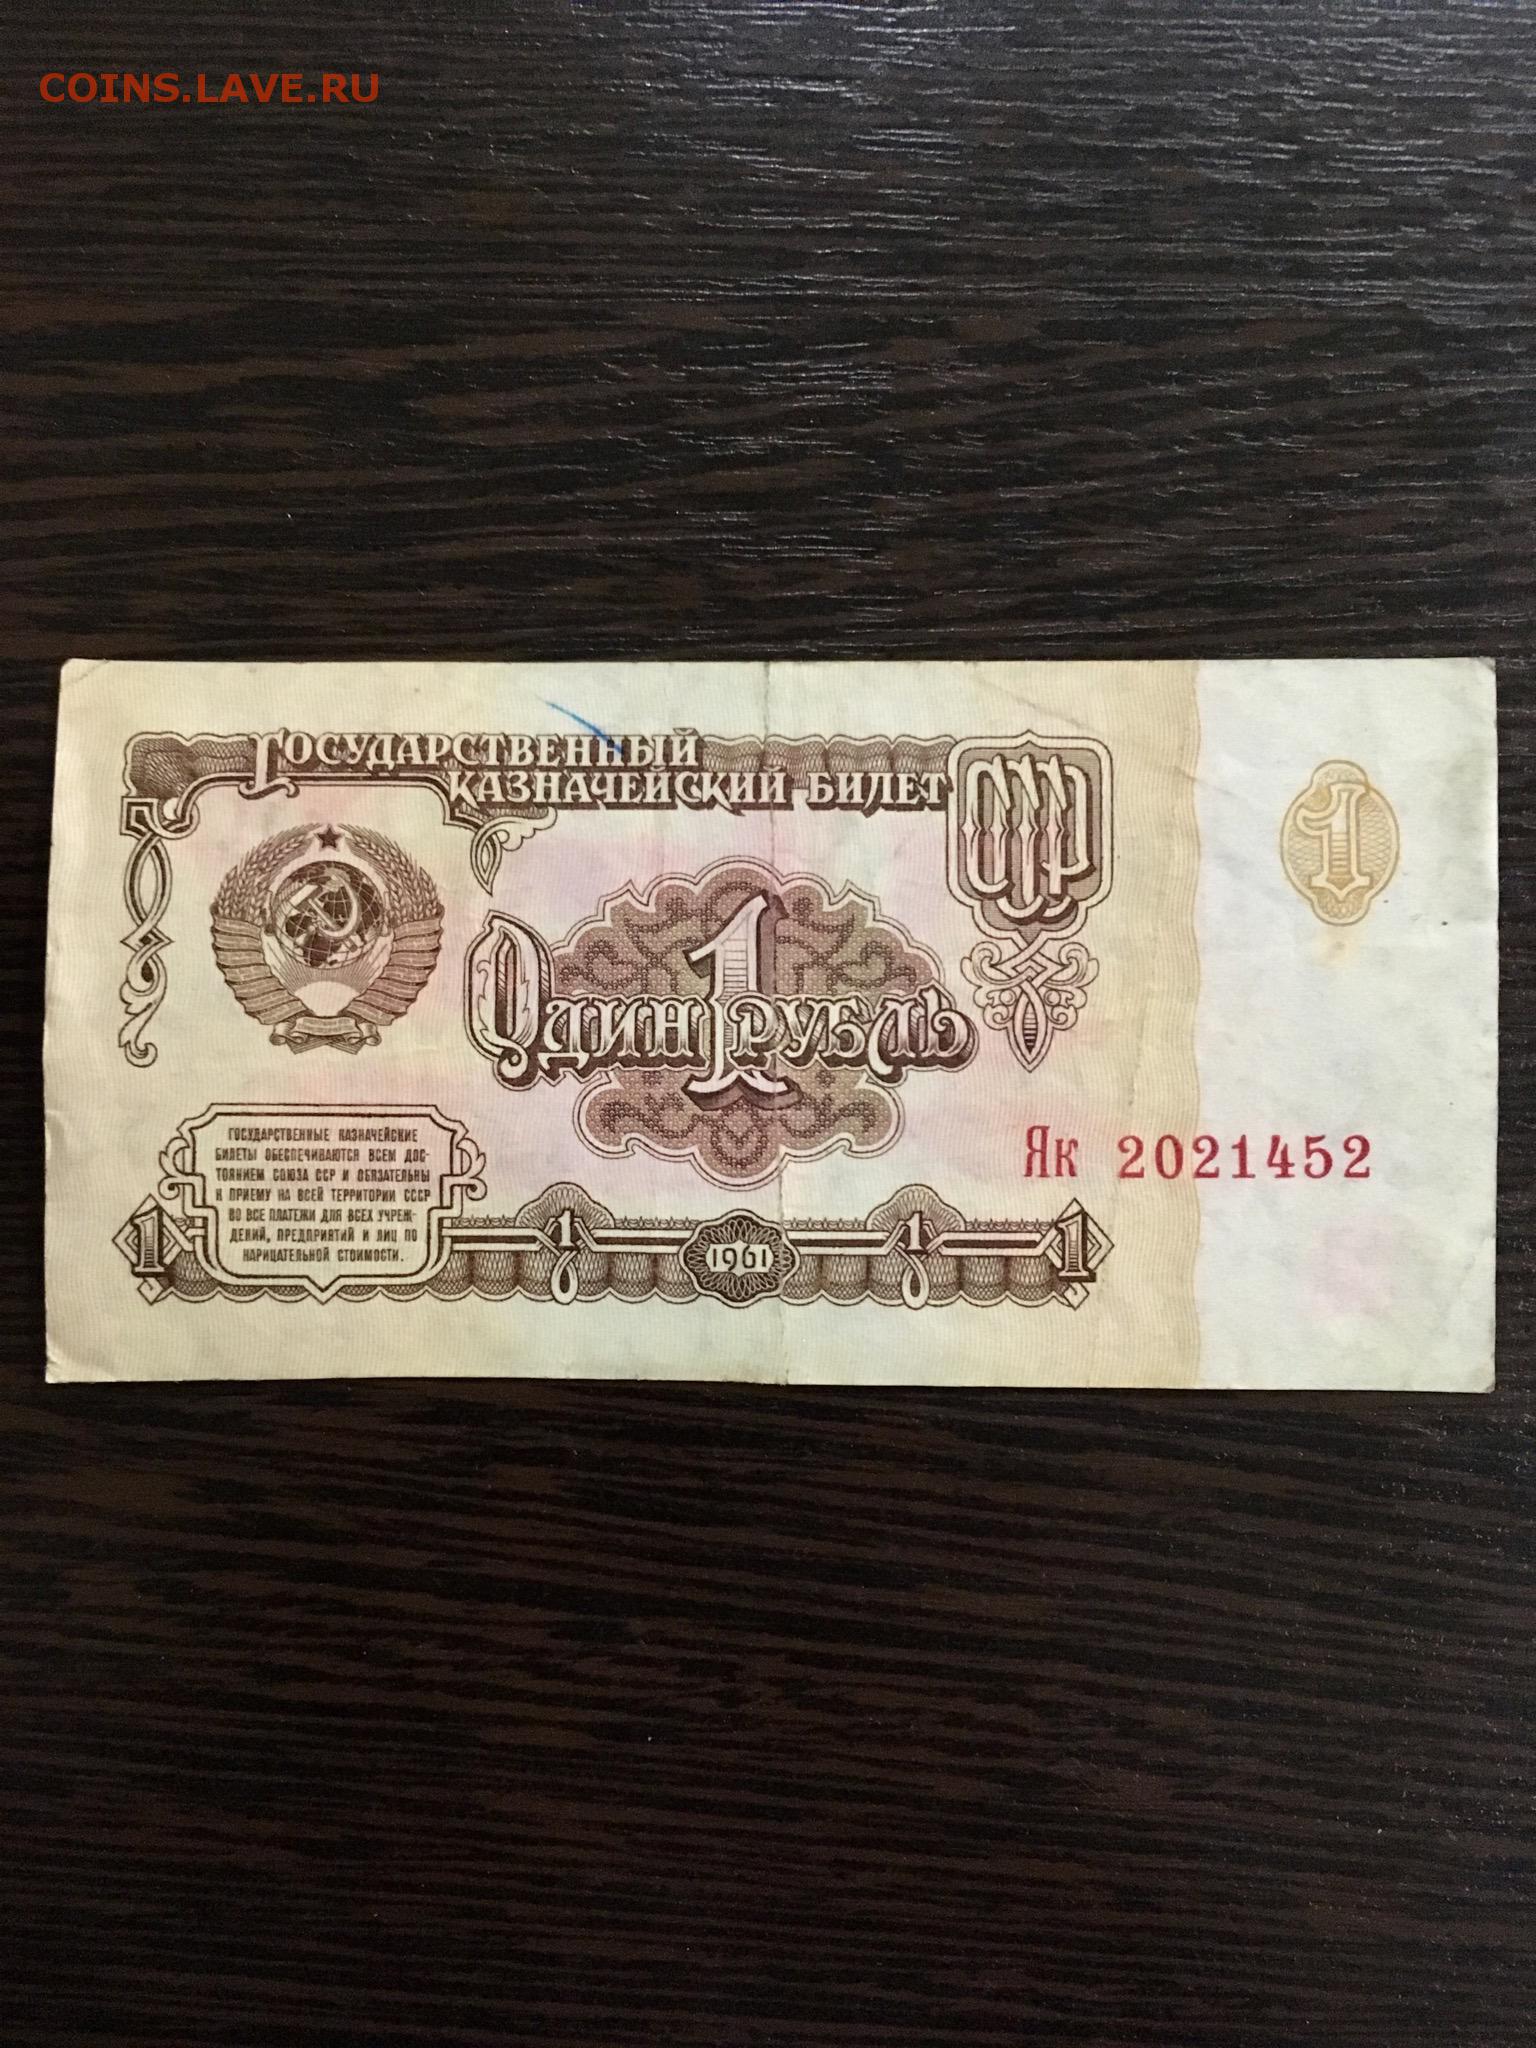 COINS.LAVE.RU
ГОСУДАРСТВЕННЫЙ
КАЗНАЧЕЙСКИЙ БИЛЕТ
СССР
1
ОДИН 1 РУБЛЬ
Як 2021452
ГОСУДАРСТВЕННЫЕ КАЗНАЧЕЙСКИЕ
БИЛЕТЫ ОБЕСПЕЧИВАЮТСЯ ВСЕМ ДОС-
ТОЯНИЕМ СОЮЗА ССР И ОБЯЗАТЕЛЬНЫ
К ПРИЕМУ НА ВСЕЙ ТЕРРИТОРИИ СССР
ВО ВСЕ ПЛАТЕЖИ ДЛЯ ВСЕХ УЧРЕЖ-
ДЕНИЙ, ПРЕДПРИЯТИЙ И ЛИЦ ПО
НАРИЦАТЕЛЬНОЙ СТОИМОСТИ.
1 1 1961 1 1